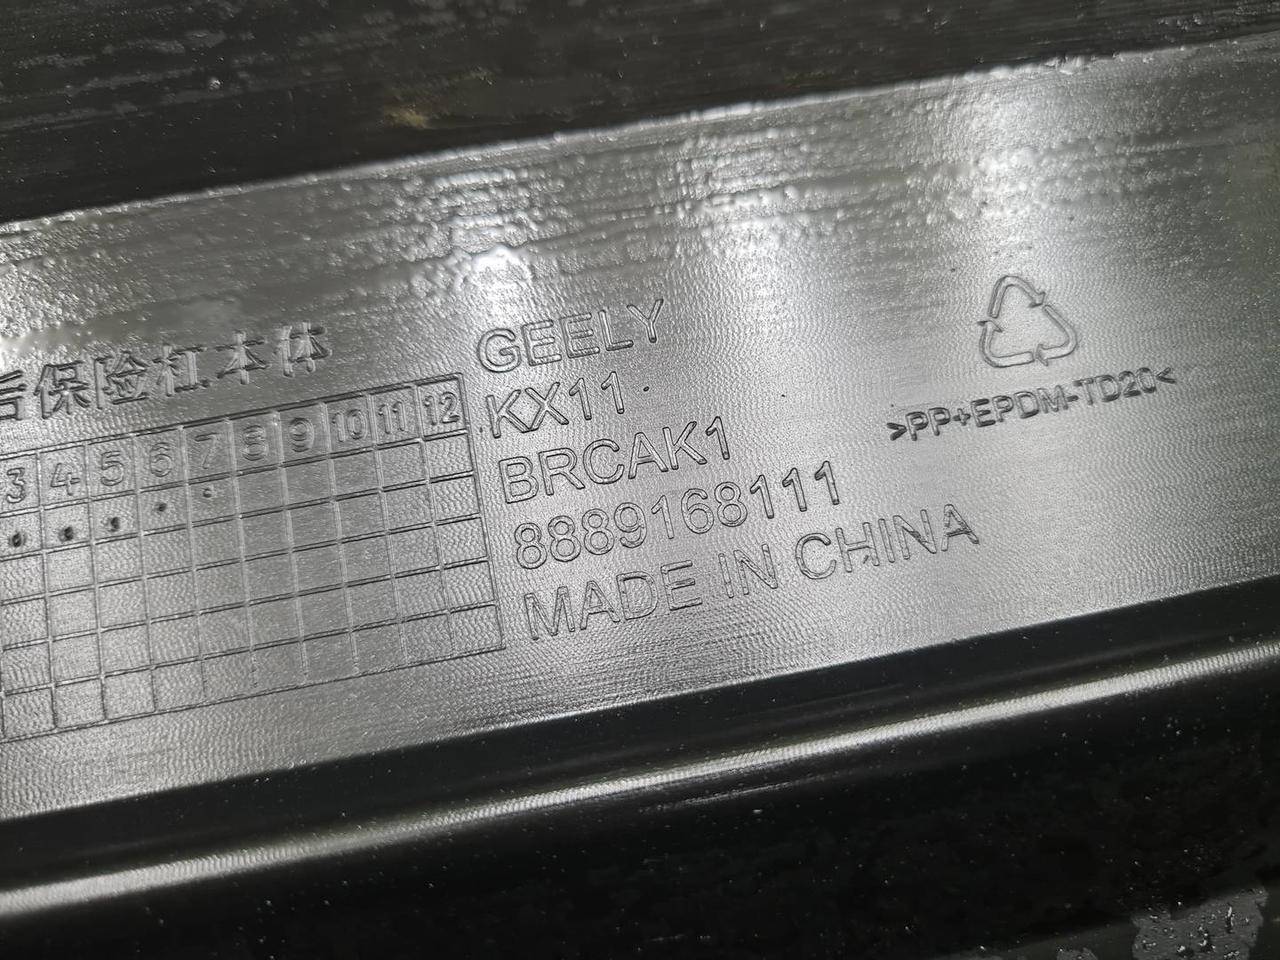 后保险杠本体
3 4 5 6 7 8 9 10 11 12
GEELY
KX11
BRCAK1
8889168111
MADE IN CHINA
>PP+EPDM-TD20<